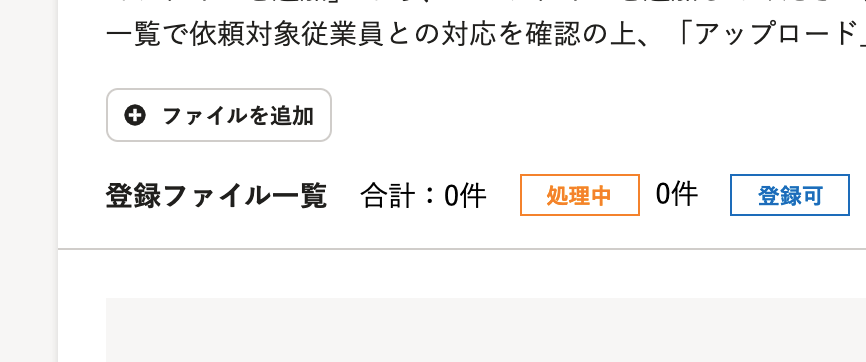 一覧で依頼対象従業員との対応を確認の上、「アップロード」
ファイルを追加
登録ファイル一覧 合計：0件 処理中 0件 登録可